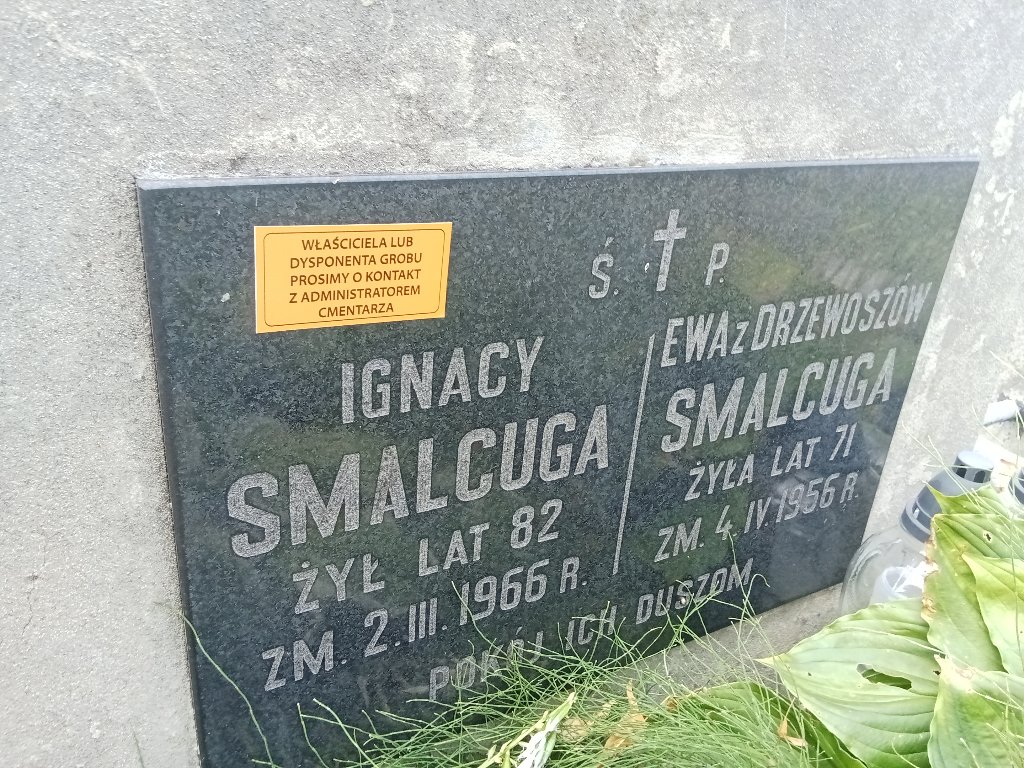 WŁAŚCICIELA LUB
DYSPONENTA GROBU
PROSIMY O KONTAKT
Z ADMINISTRATOREM
CMENTARZA
Ś. P.
IGNACY
SMALCUGA
ŻYŁ LAT 82
ZM. 2. III. 1966 R.
EWA Z DRZEWOSZÓW
SMALCUGA
ŻYŁA LAT 71
ZM. 4 IV. 1956 R.
POKÓJ ICH DUSZOM